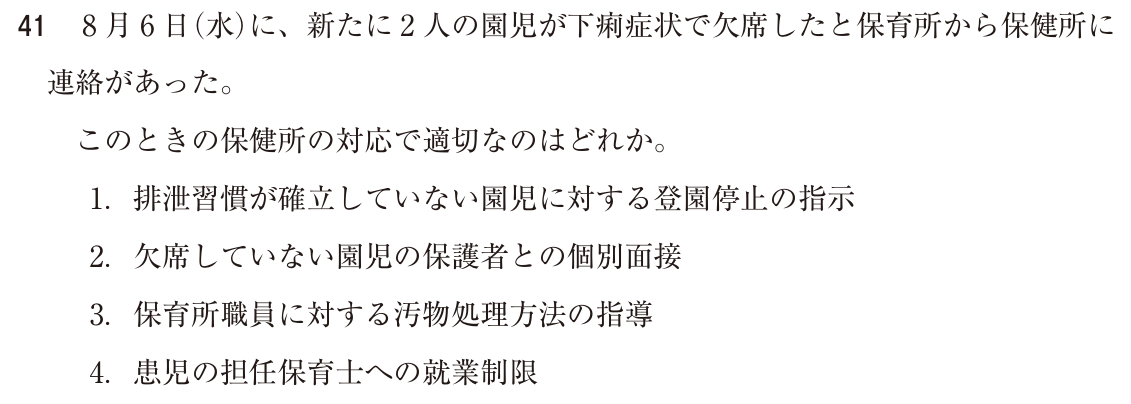 41　8月6日(水)に、新たに2人の園児が下痢症状で欠席したと保育所から保健所に
連絡があった。
このときの保健所の対応で適切なのはどれか。
1. 排泄習慣が確立していない園児に対する登園停止の指示
2. 欠席していない園児の保護者との個別面接
3. 保育所職員に対する汚物処理方法の指導
4. 患児の担任保育士への就業制限